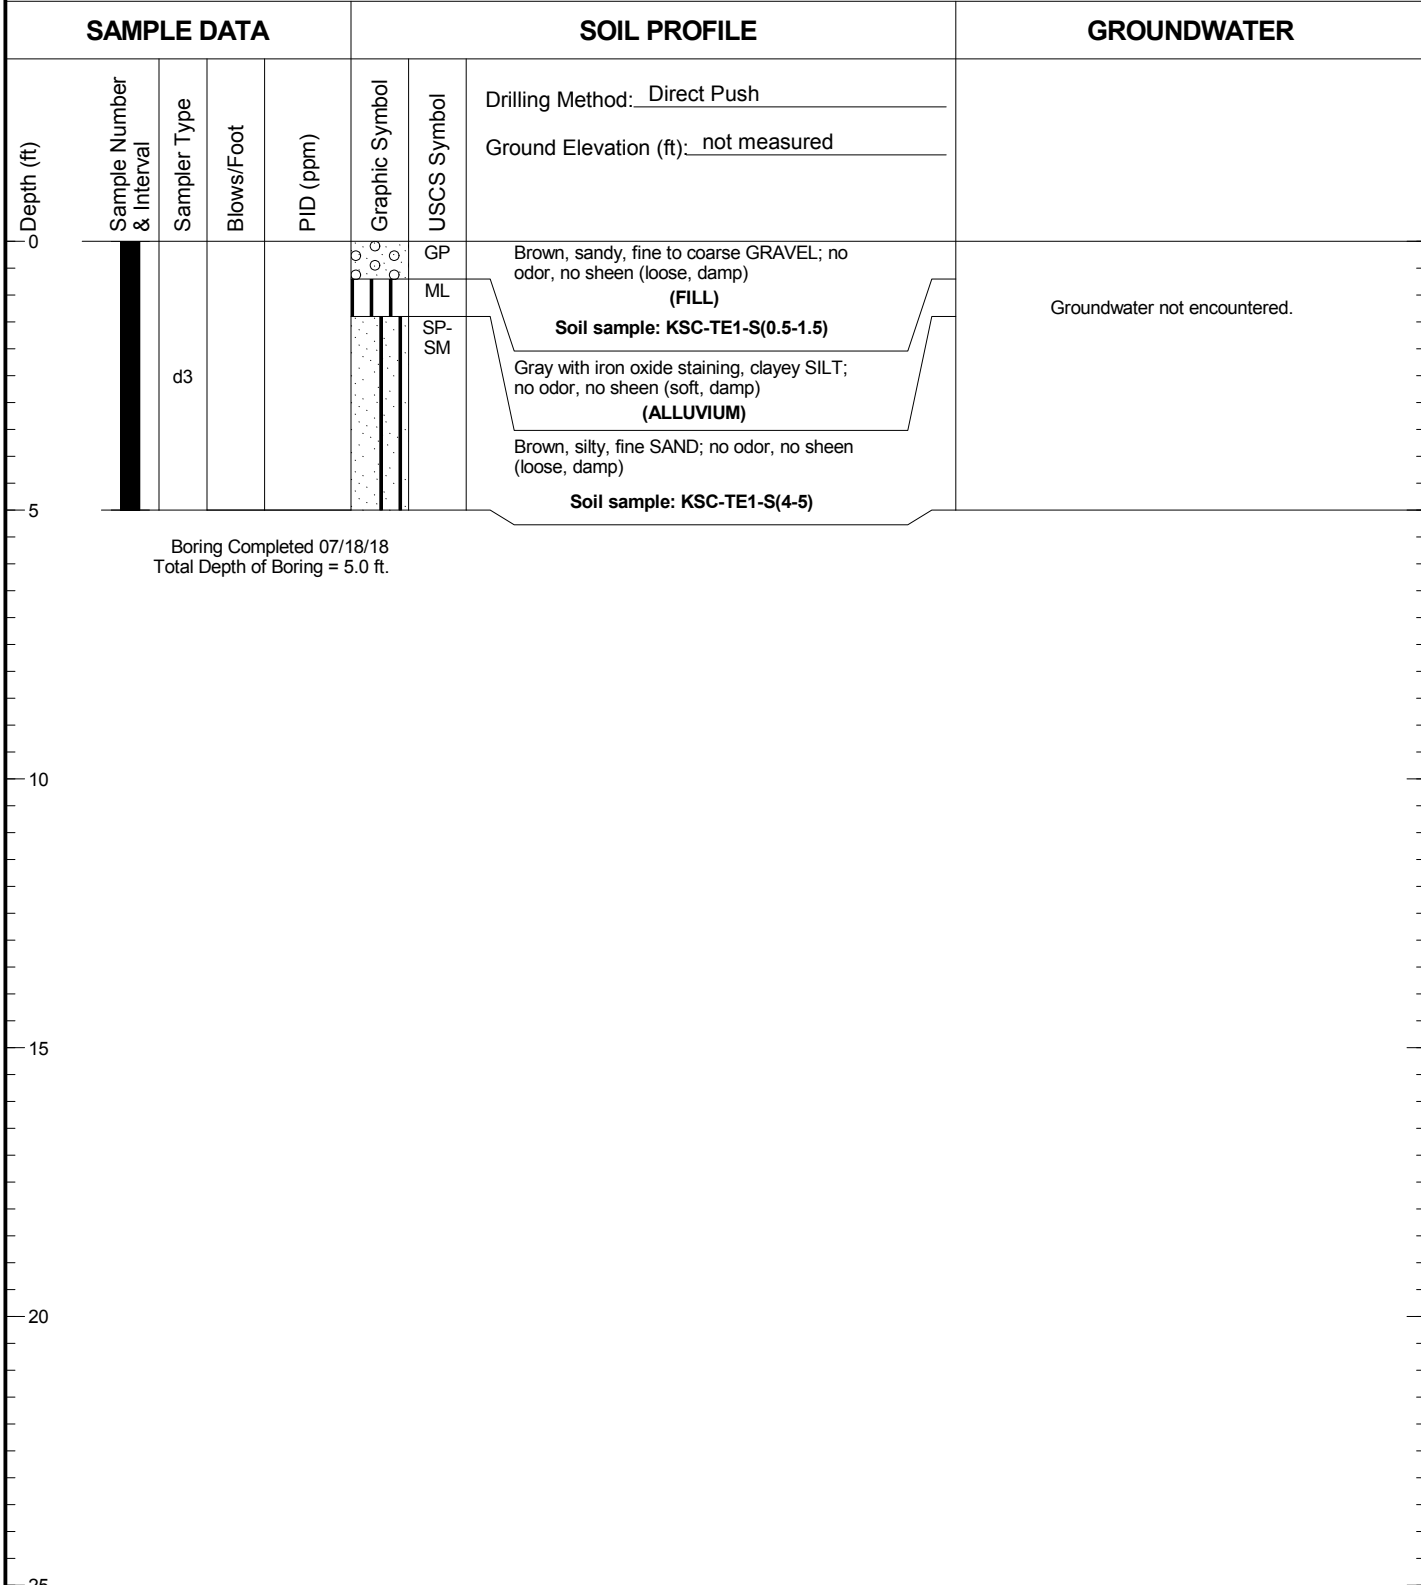 SAMPLE DATA
SOIL PROFILE
GROUNDWATER
Depth (ft)
Sample Number
& Interval
Sampler Type
Blows/Foot
PID (ppm)
Graphic Symbol
USCS Symbol
Drilling Method: Direct Push
Ground Elevation (ft): not measured
0
GP
Brown, sandy, fine to coarse GRAVEL; no
odor, no sheen (loose, damp)
(FILL)
Soil sample: KSC-TE1-S(0.5-1.5)
ML
Gray with iron oxide staining, clayey SILT;
no odor, no sheen (soft, damp)
(ALLUVIUM)
SP-
SM
Brown, silty, fine SAND; no odor, no sheen
(loose, damp)
Soil sample: KSC-TE1-S(4-5)
d3
Groundwater not encountered.
5
Boring Completed 07/18/18
Total Depth of Boring = 5.0 ft.
10
15
20
25